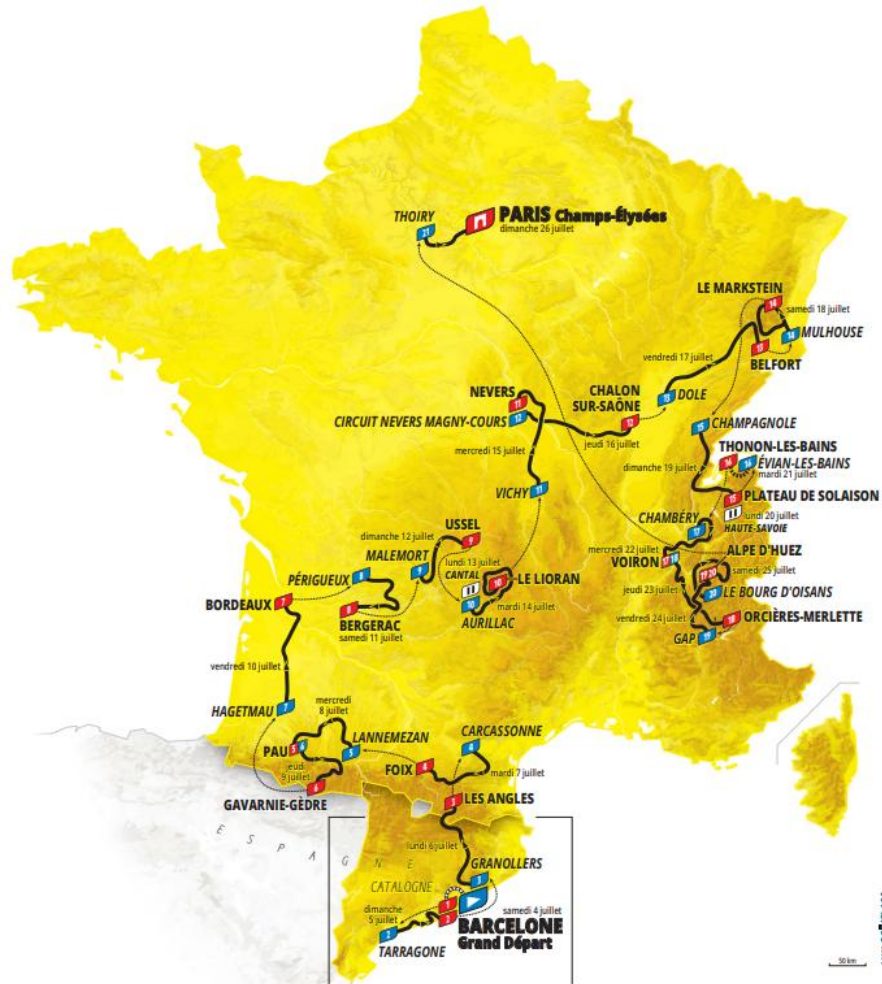 THOIRY
21
PARIS Champs-Élysées
dimanche 26 juillet
LE MARKSTEIN
14
samedi 18 juillet
14
MULHOUSE
13
BELFORT
vendredi 17 juillet
NEVERS
11
12
CIRCUIT NEVERS MAGNY-COURS
CHALON
SUR-SAÔNE
12
13
DOLE
jeudi 16 juillet
15
CHAMPAGNOLE
mercredi 15 juillet
THONON-LES-BAINS
16
16
ÉVIAN-LES-BAINS
mardi 21 juillet
dimanche 19 juillet
VICHY
11
15
PLATEAU DE SOLAISON
lundi 20 juillet
HAUTE-SAVOIE
CHAMBÉRY
17
USSEL
9
dimanche 12 juillet
MALEMORT
9
lundi 13 juillet
CANTAL
mercredi 22 juillet
VOIRON
17
18
ALPE D'HUEZ
19
20
samedi 25 juillet
PÉRIGUEUX
8
10
LE LIORAN
jeudi 23 juillet
20
LE BOURG D'OISANS
BORDEAUX
7
8
BERGERAC
samedi 11 juillet
10
AURILLAC
mardi 14 juillet
vendredi 24 juillet
18
ORCIÈRES-MERLETTE
GAP
19
vendredi 10 juillet
HAGETMAU
7
mercredi
8 juillet
CARCASSONNE
4
PAU
5
6
LANNEMEZAN
5
jeudi
9 juillet
FOIX
4
mardi 7 juillet
6
GAVARNIE-GÈDRE
3
LES ANGLES
ESPAGNE
lundi 6 juillet
GRANOLLERS
3
CATALOGNE
1
2
dimanche
5 juillet
samedi 4 juillet
BARCELONE
Grand Départ
2
TARRAGONE
50 km